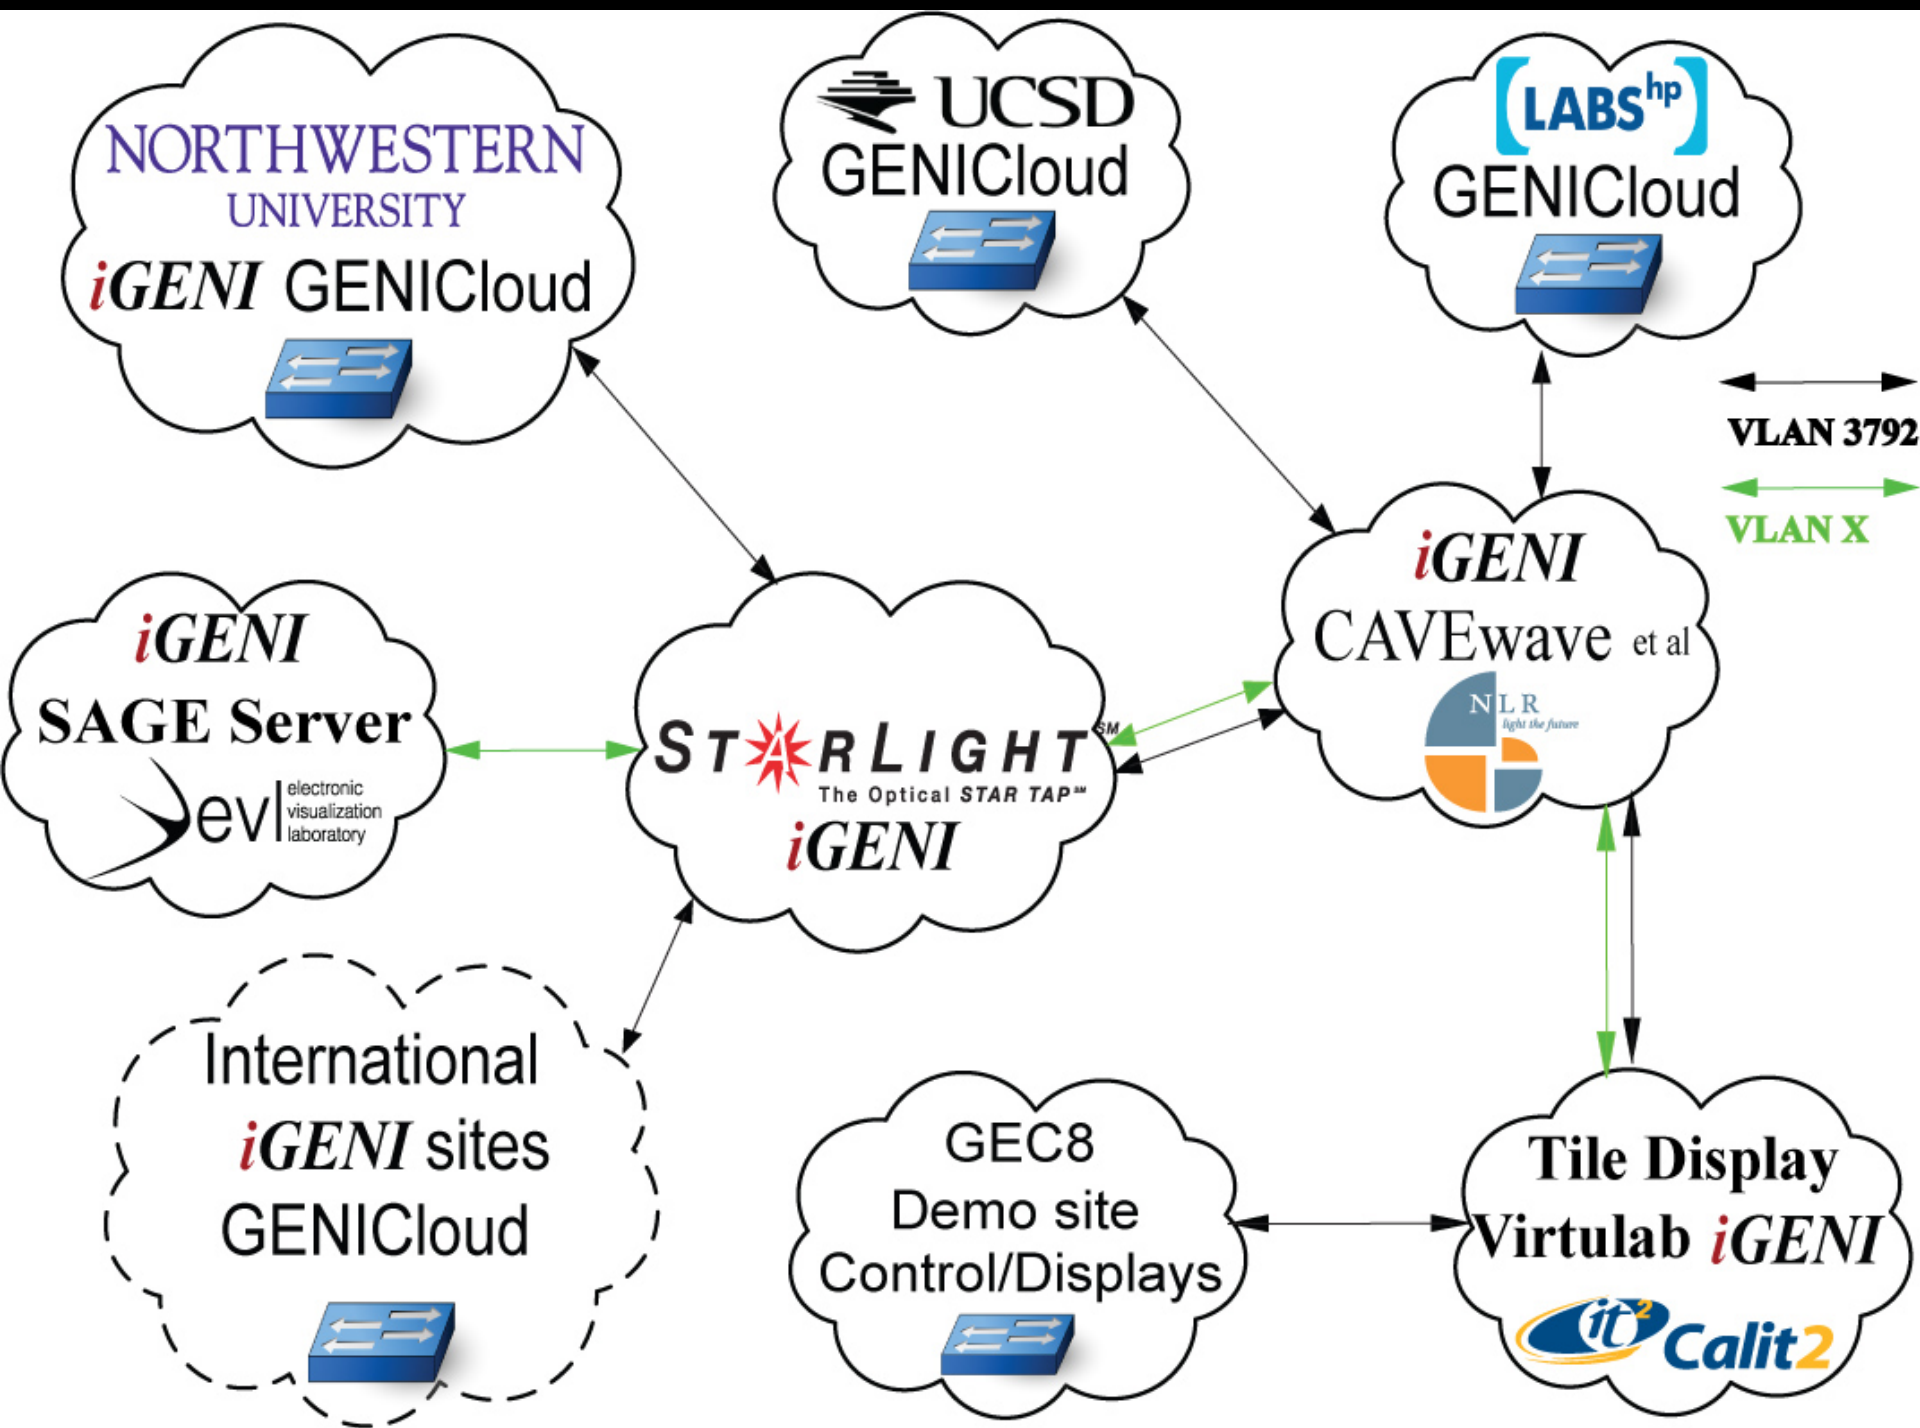 NORTHWESTERN
UNIVERSITY
iGENI GENICloud
UCSD
GENICloud
LABS hp
GENICloud
VLAN 3792
VLAN X
iGENI
SAGE Server
evl
electronic
visualization
laboratory
STARLIGHT SM
The Optical STAR TAP SM
iGENI
iGENI
CAVEwave et al
NLR
light the future
International
iGENI sites
GENICloud
GEC8
Demo site
Control/Displays
Tile Display
Virtulab iGENI
it2 Calit2